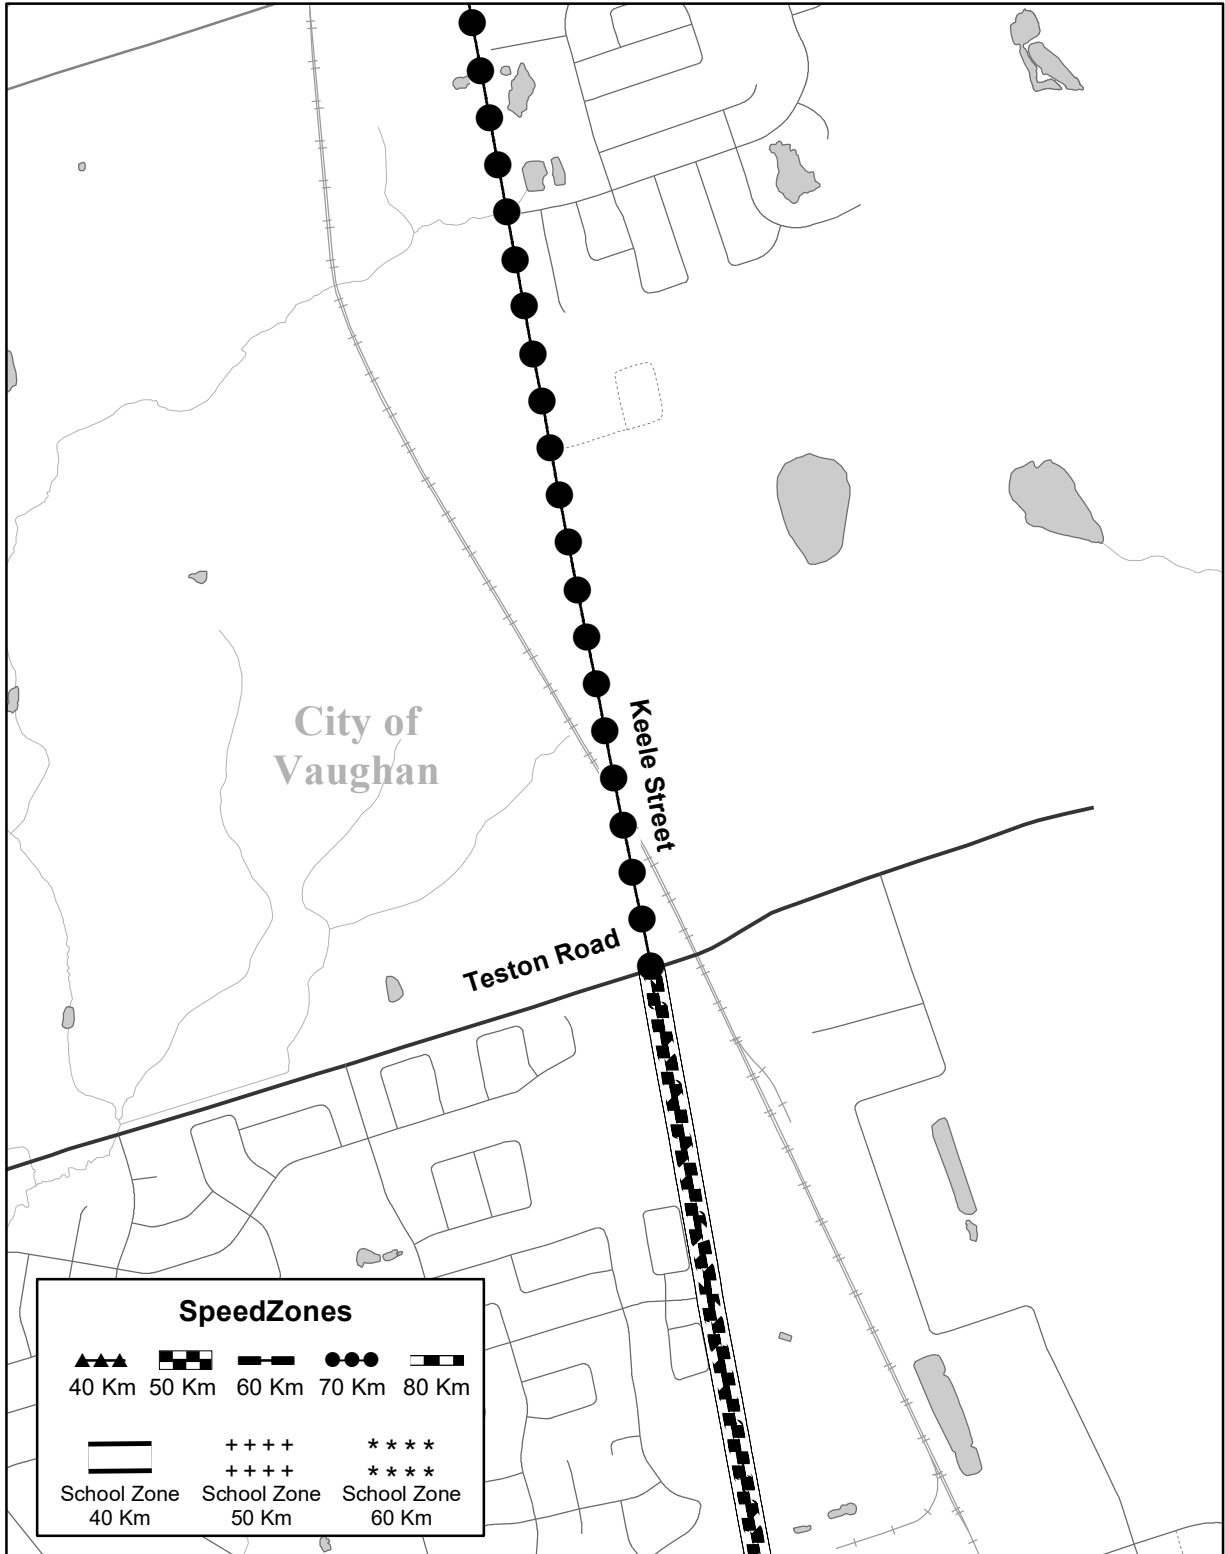 City of
Vaughan
Keele Street
Teston Road
SpeedZones
40 Km 50 Km 60 Km 70 Km 80 Km
School Zone School Zone School Zone
40 Km 50 Km 60 Km